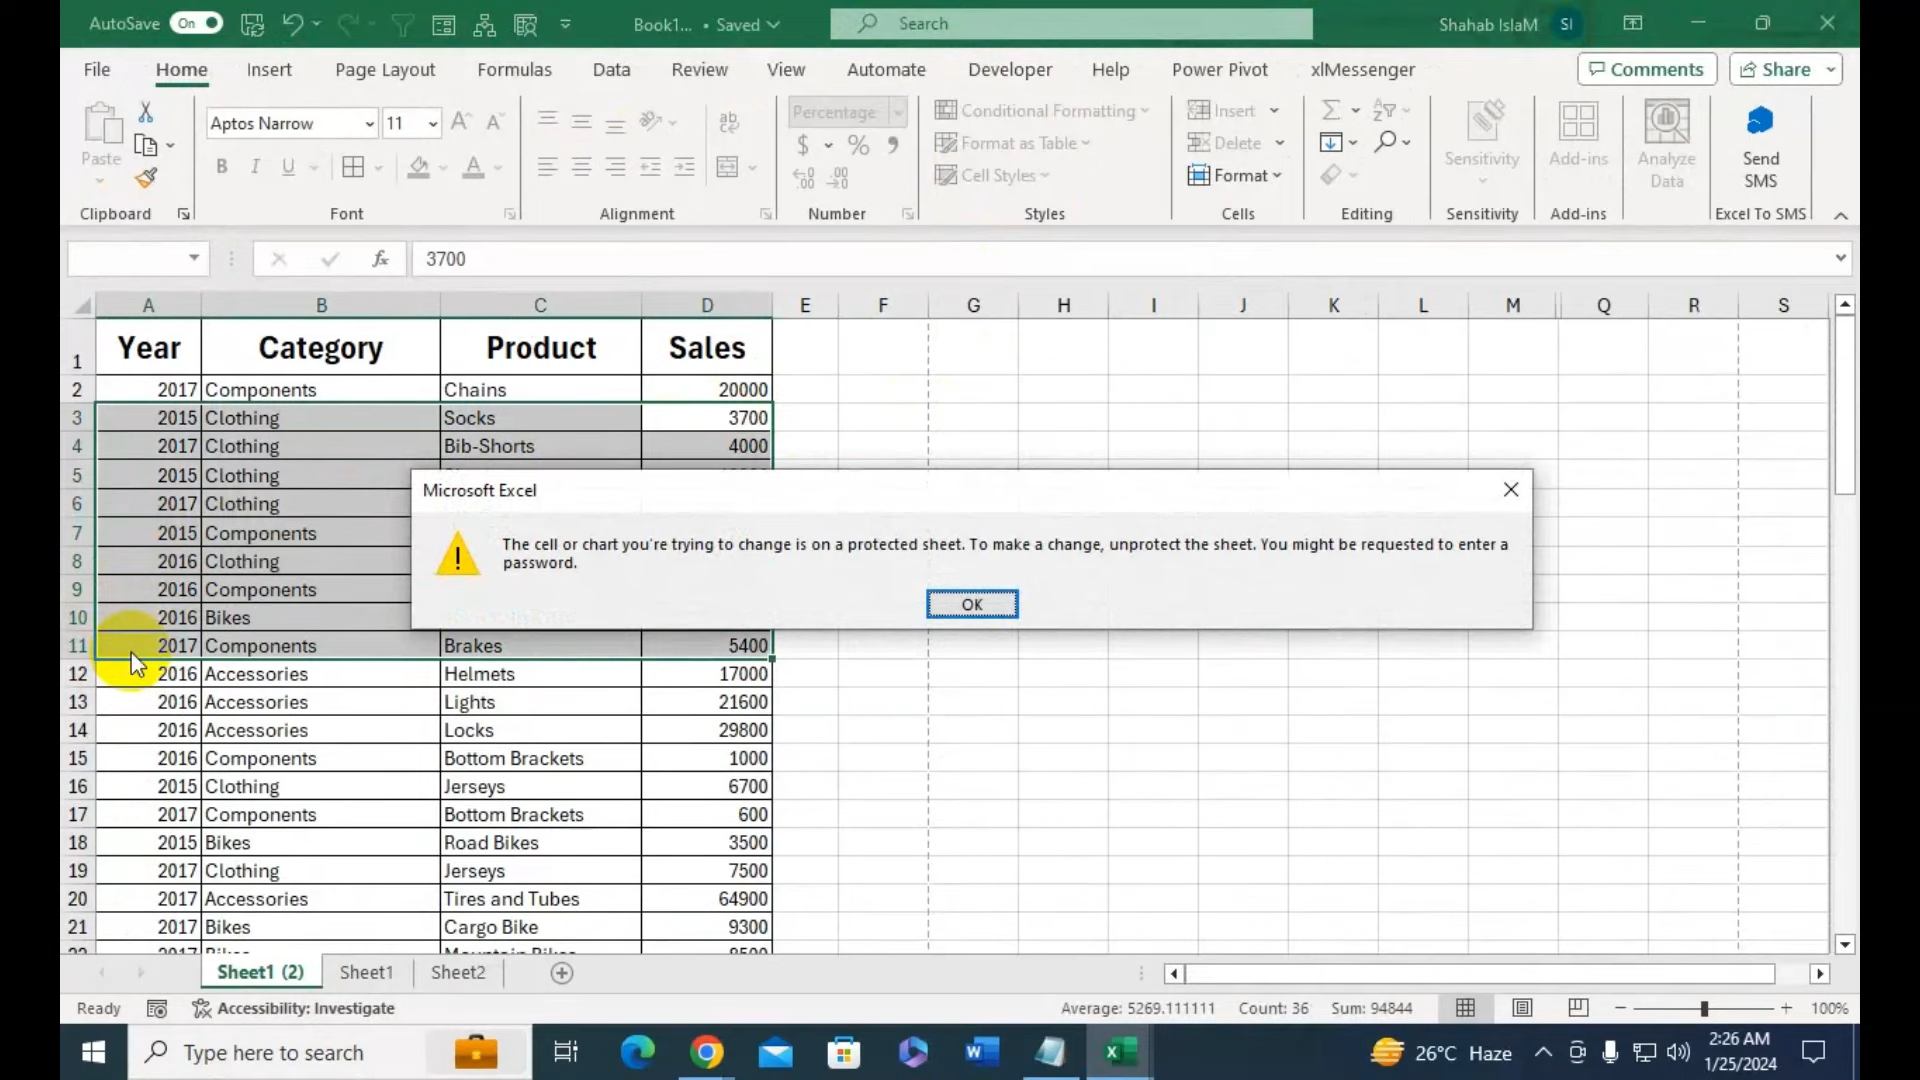 AutoSave On Book1... • Saved Search Shahab IslaM SI
File Home Insert Page Layout Formulas Data Review View Automate Developer Help Power Pivot xlMessenger Comments Share
Paste Aptos Narrow 11 A A ab Percentage Conditional Formatting Insert Σ Sensitivity Add-ins Analyze Data Send SMS
B I U A $ % 9 Format as Table Delete
Cell Styles Format
Clipboard Font Alignment Number Styles Cells Editing Sensitivity Add-ins Excel To SMS
fx 3700
A B C D E F G H I J K L M Q R S
1 Year Category Product Sales
2 2017 Components Chains 20000
3 2015 Clothing Socks 3700
4 2017 Clothing Bib-Shorts 4000
5 2015 Clothing
6 2017 Clothing
7 2015 Components
8 2016 Clothing
9 2016 Components
10 2016 Bikes
Microsoft Excel
The cell or chart you're trying to change is on a protected sheet. To make a change, unprotect the sheet. You might be requested to enter a
password.
OK
11 2017 Components Brakes 5400
12 2016 Accessories Helmets 17000
13 2016 Accessories Lights 21600
14 2016 Accessories Locks 29800
15 2016 Components Bottom Brackets 1000
16 2015 Clothing Jerseys 6700
17 2017 Components Bottom Brackets 600
18 2015 Bikes Road Bikes 3500
19 2017 Clothing Jerseys 7500
20 2017 Accessories Tires and Tubes 64900
21 2017 Bikes Cargo Bike 9300
22 2017 Bikes Mountain Bikes 8500
Sheet1 (2) Sheet1 Sheet2
Ready Accessibility: Investigate Average: 5269.111111 Count: 36 Sum: 94844 100%
Type here to search 26°C Haze 2:26 AM
1/25/2024